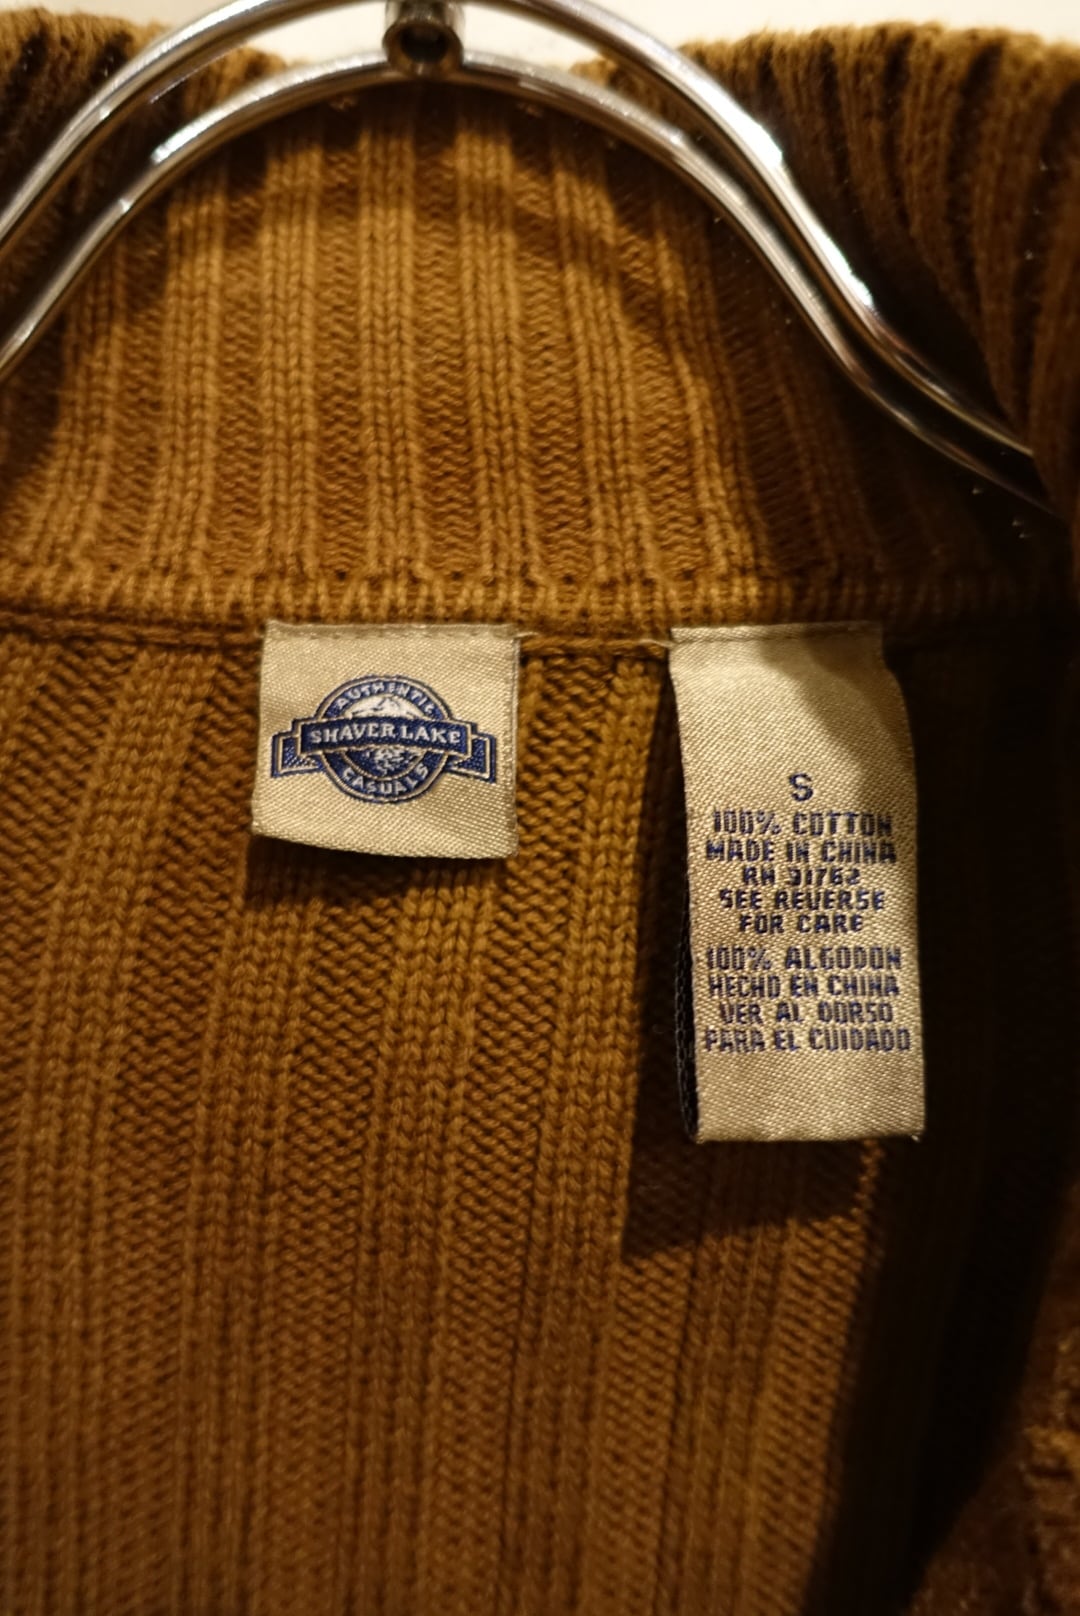 AUTHENTIC
SHAVER LAKE
CASUALS
S
100% COTTON
MADE IN CHINA
RN 91762
SEE REVERSE
FOR CARE
100% ALGODON
HECHO EN CHINA
VER AL DORSO
PARA EL CUIDADO